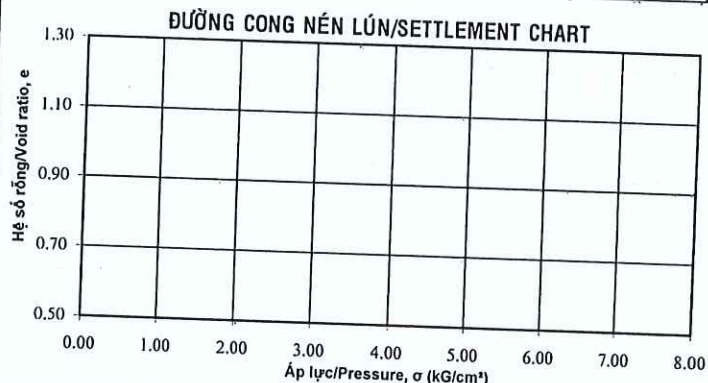 ĐƯỜNG CONG NÉN LÚN/SETTLEMENT CHART
Hệ số rỗng/Void ratio, e
1.30
1.10
0.90
0.70
0.50
0.00 1.00 2.00 3.00 4.00 5.00 6.00 7.00 8.00
Áp lực/Pressure, σ (kG/cm²)